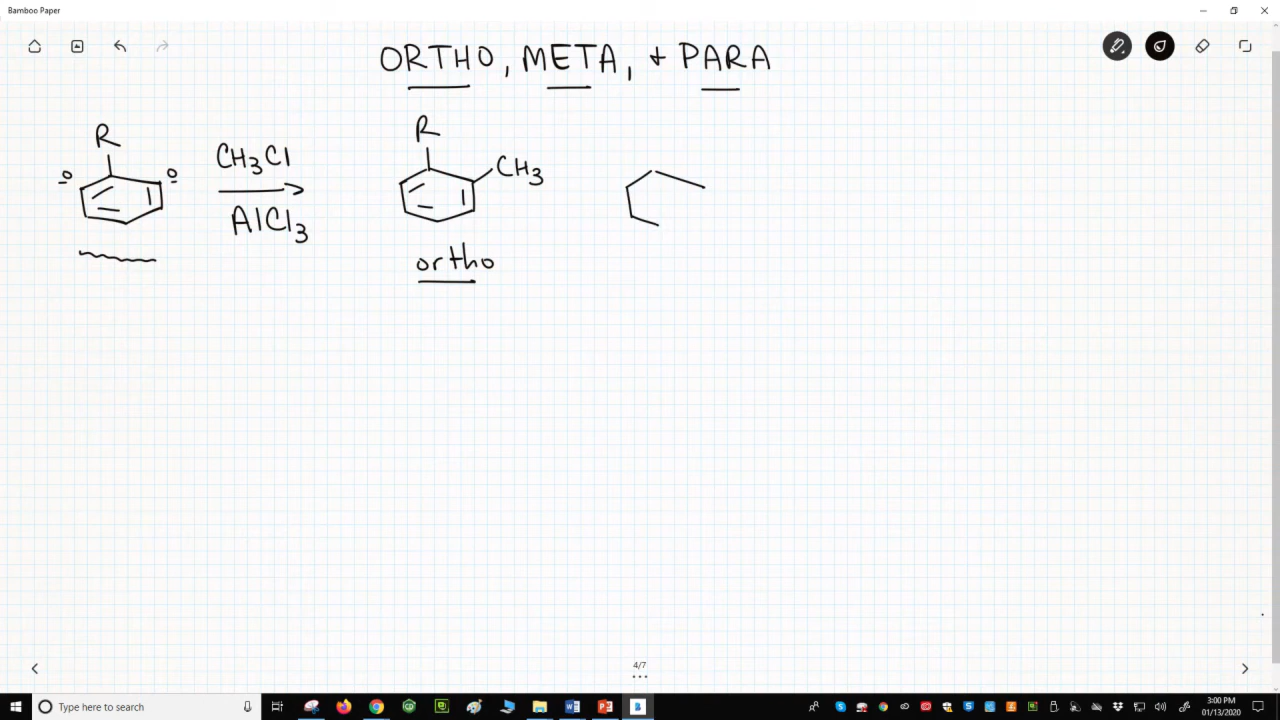 Bamboo Paper
ORTHO, META, + PARA
R
o
o
CH3Cl
AlCl3
R
CH3
ortho
4/7
Type here to search
3:00 PM
01/13/2020